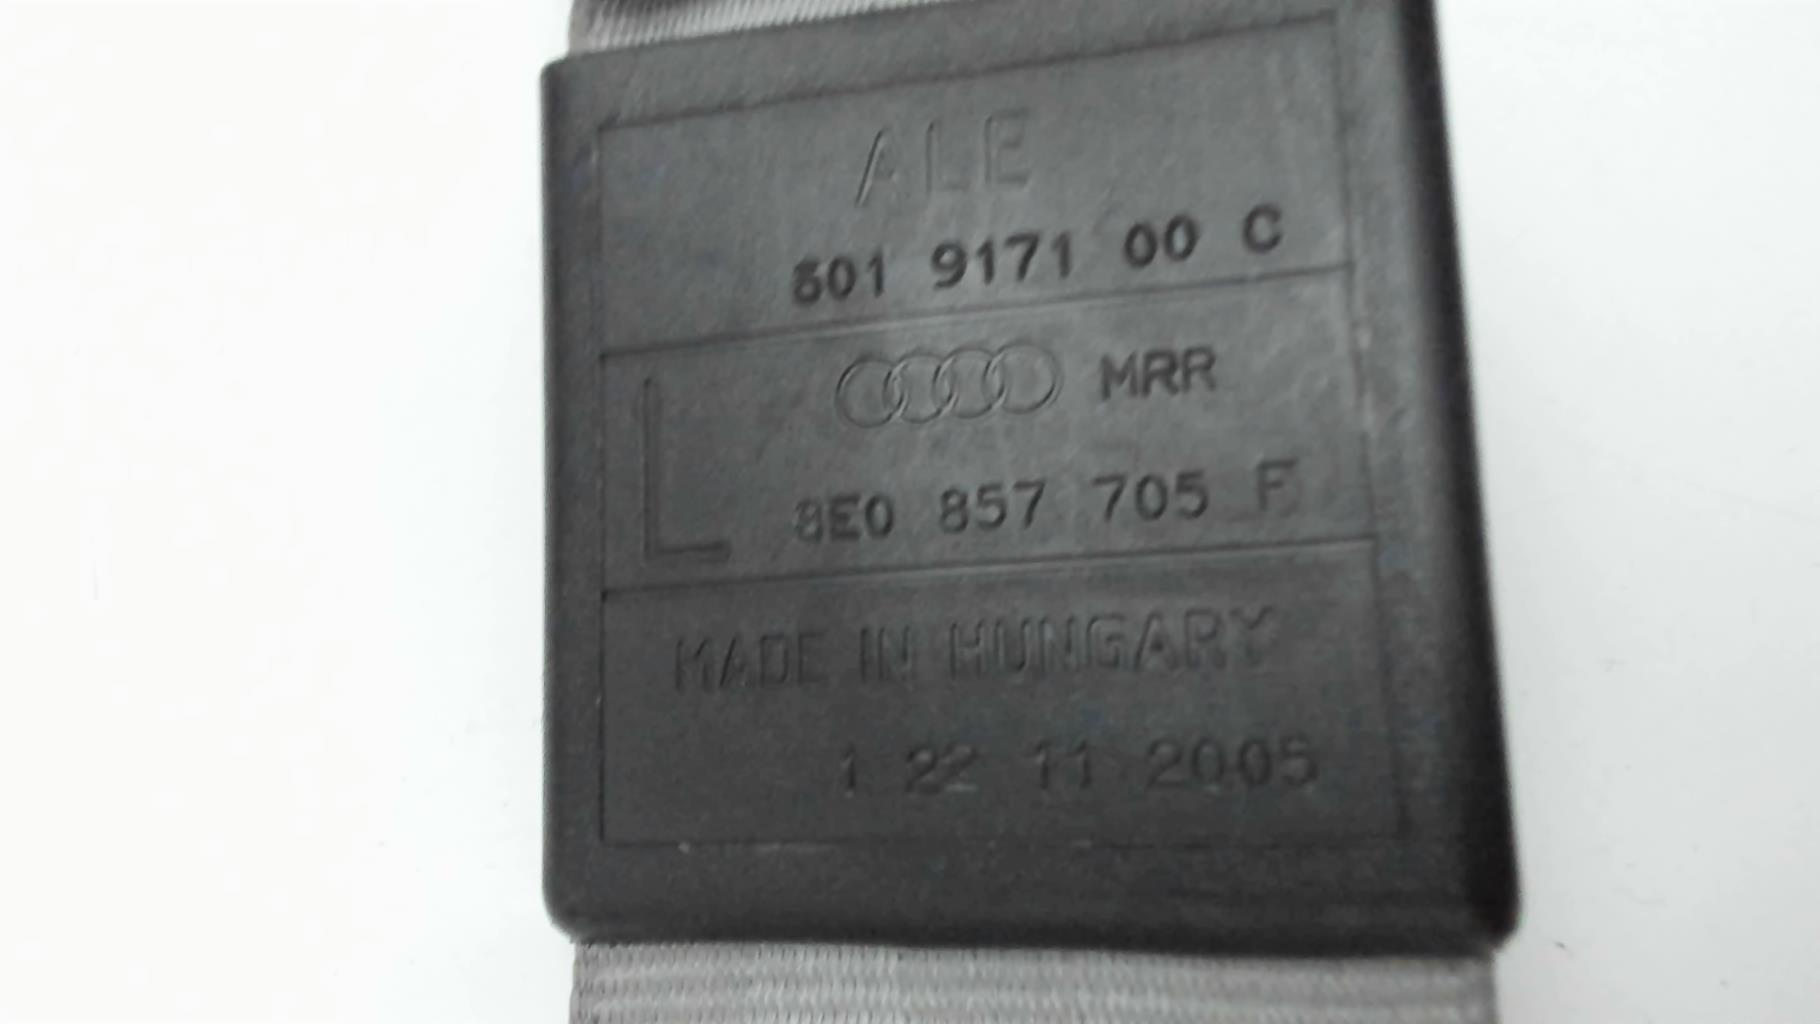 ALE
601 9171 00 C
MRR
L
8E0 857 705 F
MADE IN HUNGARY
1 22 11 2005